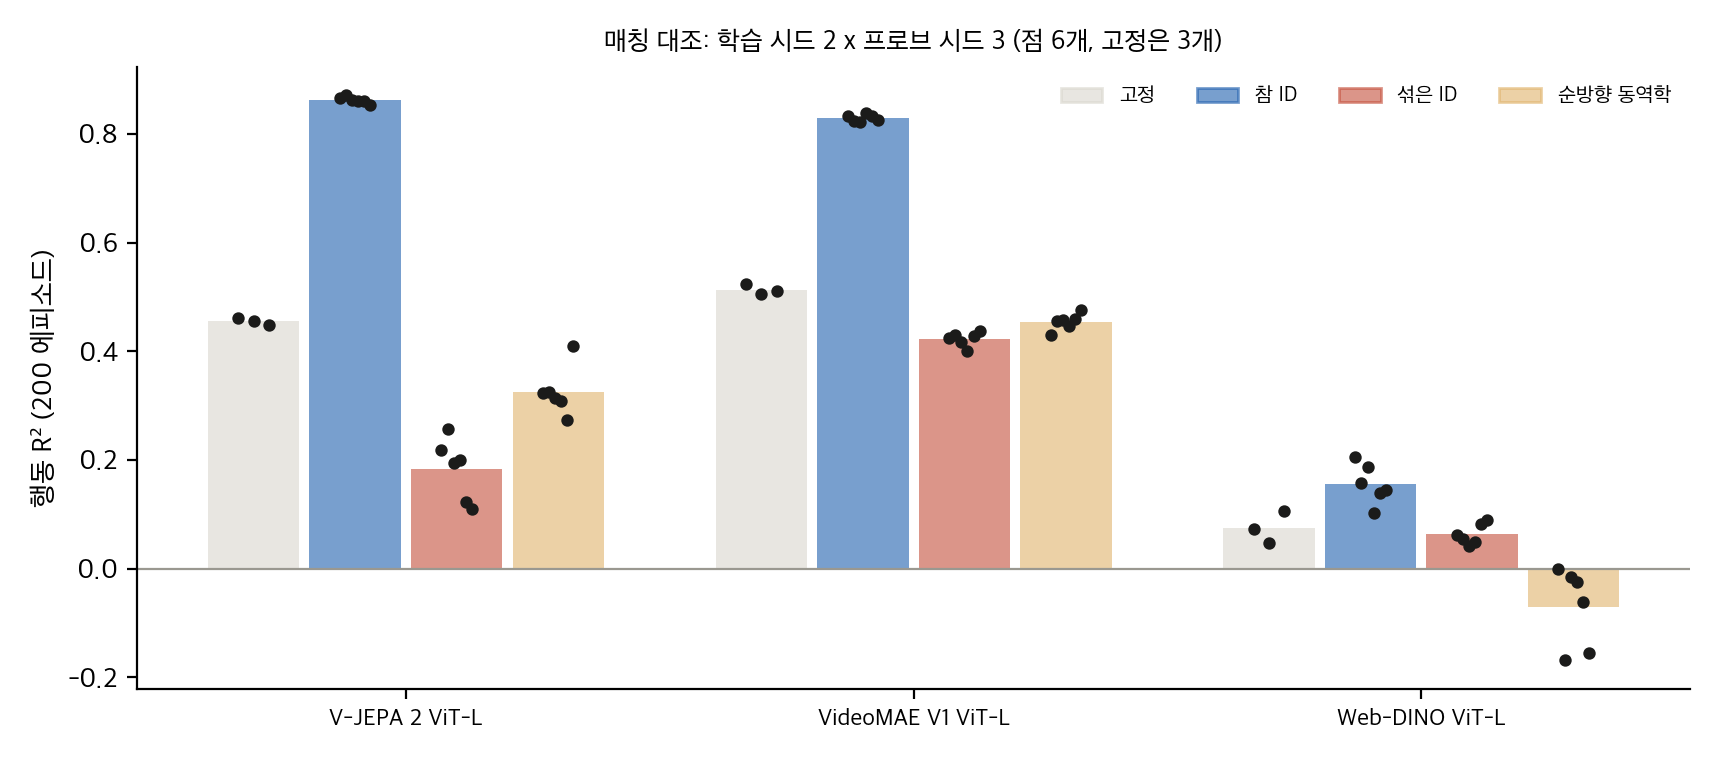 매칭 대조: 학습 시드 2 x 프로브 시드 3 (점 6개, 고정은 3개)
고정
참 ID
섞은 ID
순방향 동역학
행동 R² (200 에피소드)
0.8
0.6
0.4
0.2
0.0
-0.2
V-JEPA 2 ViT-L
VideoMAE V1 ViT-L
Web-DINO ViT-L